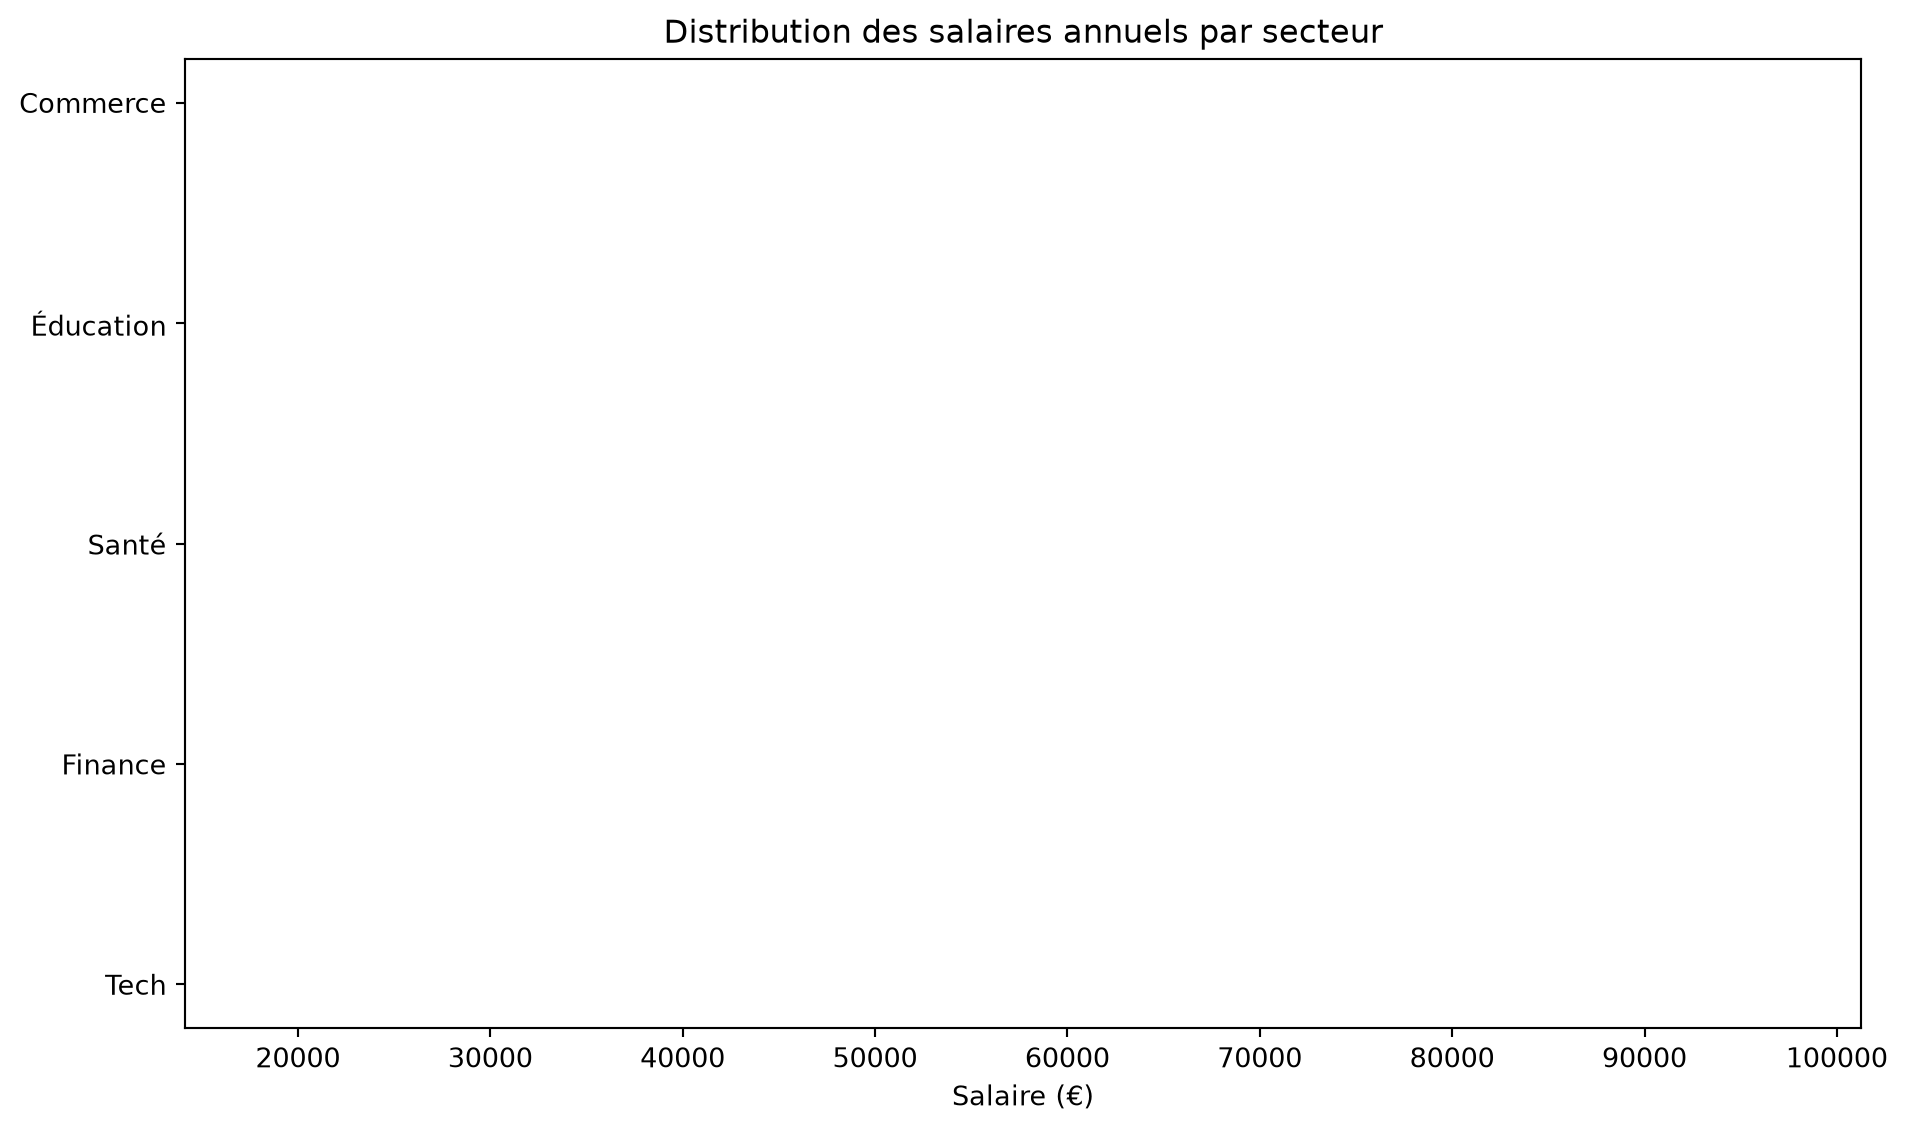 Distribution des salaires annuels par secteur
Commerce
Éducation
Santé
Finance
Tech
20000 30000 40000 50000 60000 70000 80000 90000 100000
Salaire (€)